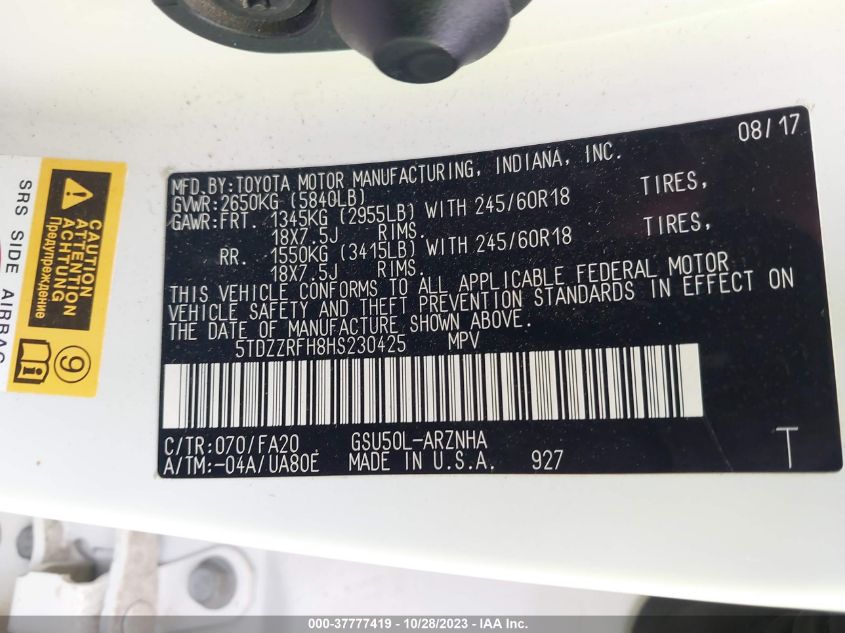 08/17
MFD.BY:TOYOTA MOTOR MANUFACTURING, INDIANA, INC.
GVWR:2650KG (5840LB)
GAWR:FRT. 1345KG (2955LB) WITH 245/60R18 TIRES,
18X7.5J RIMS.
RR. 1550KG (3415LB) WITH 245/60R18 TIRES,
18X7.5J RIMS.
THIS VEHICLE CONFORMS TO ALL APPLICABLE FEDERAL MOTOR
VEHICLE SAFETY AND THEFT PREVENTION STANDARDS IN EFFECT ON
THE DATE OF MANUFACTURE SHOWN ABOVE.
5TDZZRFH8HS230425 MPV
C/TR:070/FA20 GSU50L-ARZNHA
A/TM:-04A/UA80E MADE IN U.S.A. 927 T
SRS SIDE AIRBAG
CAUTION
ATTENTION
ACHTUNG
Предупреждение
9
000-37777419 - 10/28/2023 - IAA Inc.